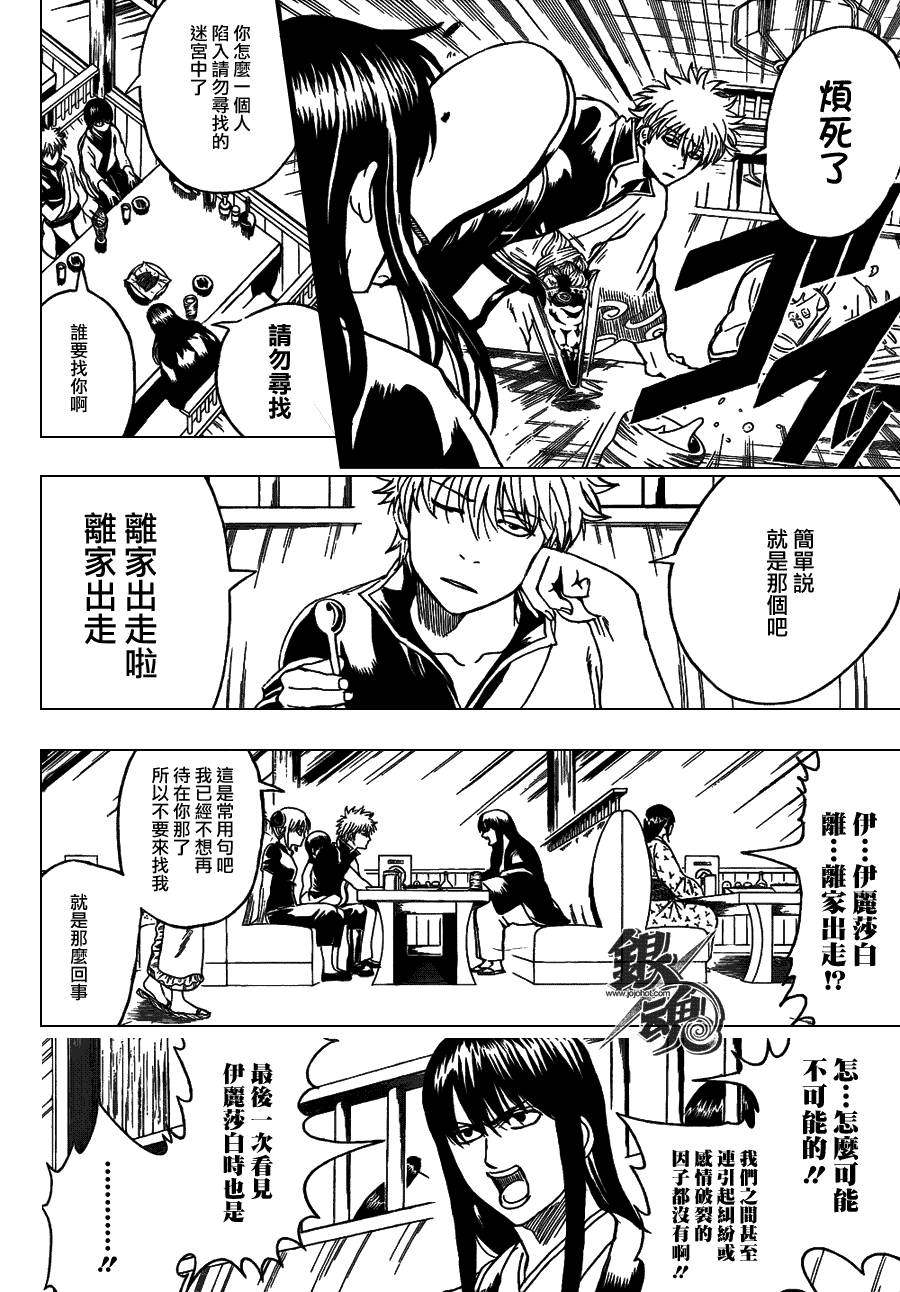 煩死了
你怎麼一個人
陷入請勿尋找的
迷宮中了
請勿尋找
誰要找你啊
簡單説
就是那個吧
離家出走啦
離家出走
伊…伊麗莎白
離…離家出走!?
這是常用句吧
我已經不想再
待在你那了
所以不要來找我
就是那麼回事
銀魂
www.jojohot.com
怎…怎麼可能
不可能的!!
我們之間甚至
連引起糾紛或
感情破裂的
因子都沒有啊!!
最後一次看見
伊麗莎白時也是
………!!